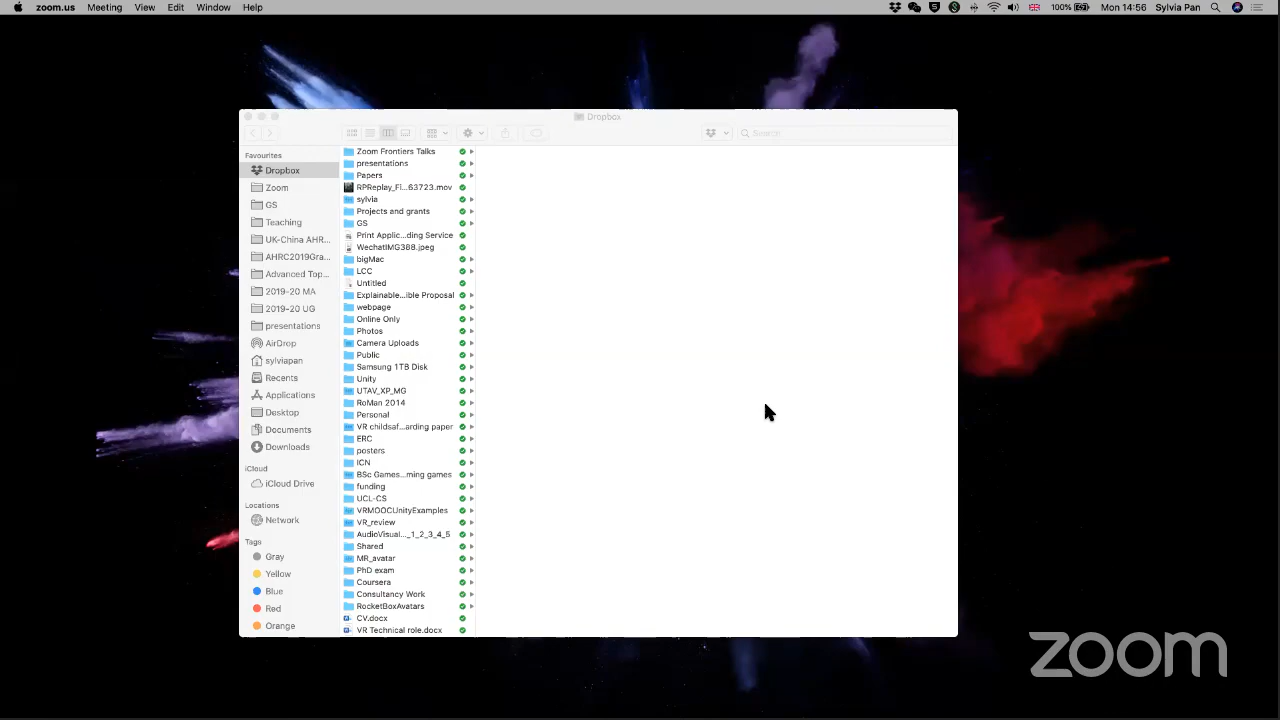 zoom.us Meeting View Edit Window Help 100% Mon 14:56 Sylvia Pan
Dropbox
Search
Favourites
Dropbox
Zoom
GS
Teaching
UK-China AHR...
AHRC2019Gra...
Advanced Top...
2019-20 MA
2019-20 UG
presentations
AirDrop
sylviapan
Recents
Applications
Desktop
Documents
Downloads
iCloud
iCloud Drive
Locations
Network
Tags
Gray
Yellow
Blue
Red
Orange
Zoom Frontiers Talks
presentations
Papers
RPReplay_Fi...63723.mov
sylvia
Projects and grants
GS
Print Applic...ding Service
WechatIMG388.jpeg
bigMac
LCC
Untitled
Explainable...ible Proposal
webpage
Online Only
Photos
Camera Uploads
Public
Samsung 1TB Disk
Unity
UTAV_XP_MG
RoMan 2014
Personal
VR childsaf...arding paper
ERC
posters
ICN
BSc Games...ming games
funding
UCL-CS
VRMOOCUnityExamples
VR_review
AudioVisual..._1_2_3_4_5
Shared
MR_avatar
PhD exam
Coursera
Consultancy Work
RocketBoxAvatars
CV.docx
VR Technical role.docx
zoom